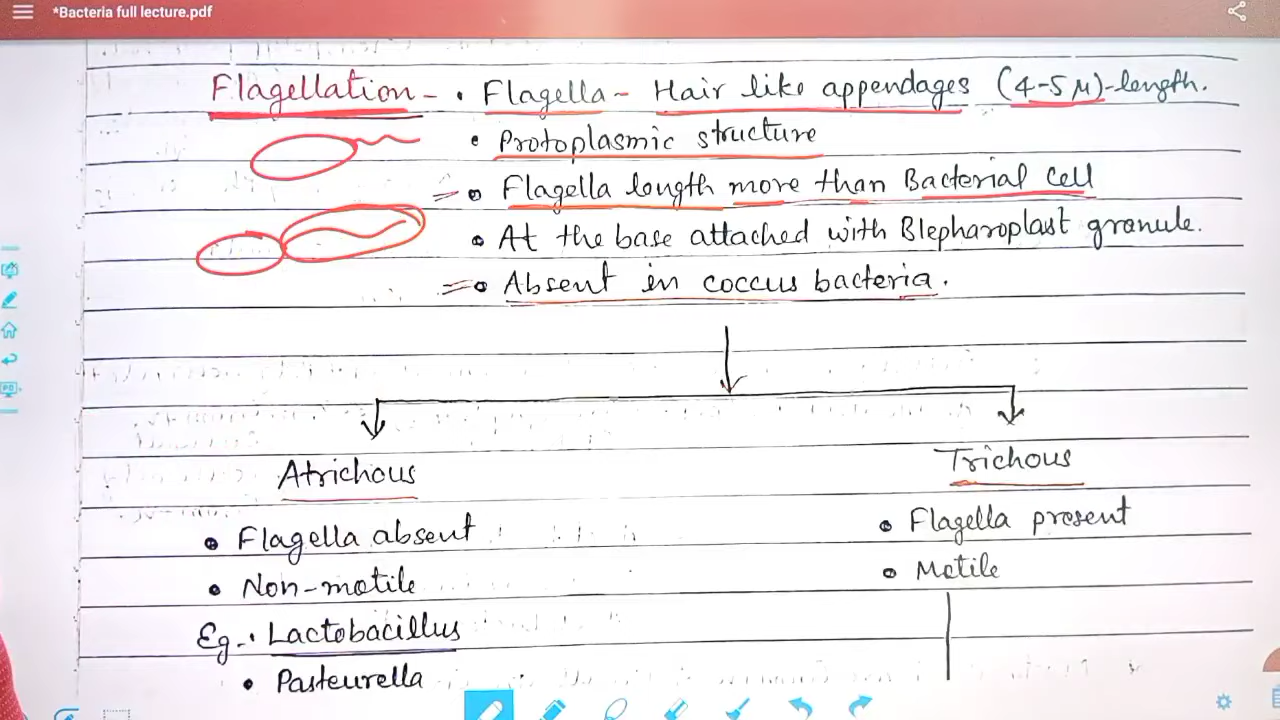 *Bacteria full lecture.pdf
Flagellation - • Flagella - Hair like appendages (4-5 μ)-length.
• Protoplasmic structure
• Flagella length more than Bacterial cell
• At the base attached with Blepharoplast granule.
• Absent in coccus bacteria.
Atrichous
Trichous
• Flagella absent
• Flagella present
• Non-motile
• Motile
Eg.• Lactobacillus
• Pasteurella